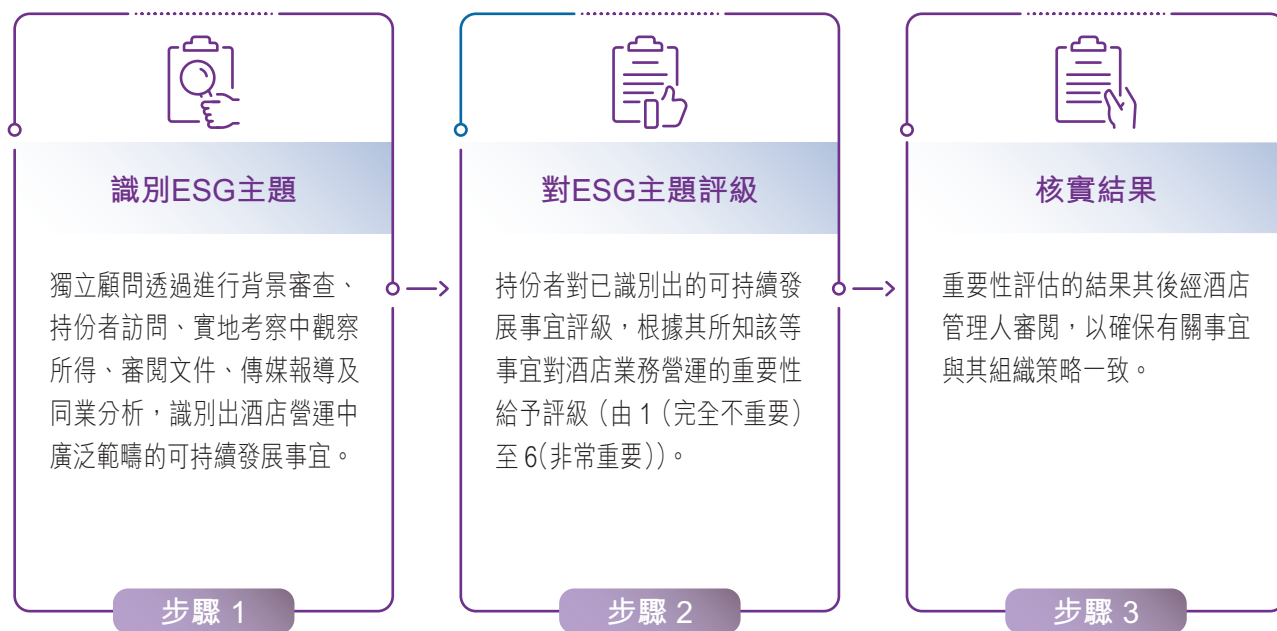 識別ESG主題
獨立顧問透過進行背景審查、
持份者訪問、實地考察中觀察
所得、審閱文件、傳媒報導及
同業分析，識別出酒店營運中
廣泛範疇的可持續發展事宜。
步驟 1
對ESG主題評級
持份者對已識別出的可持續發
展事宜評級，根據其所知該等
事宜對酒店業務營運的重要性
給予評級（由 1（完全不重要）
至 6（非常重要））。
步驟 2
核實結果
重要性評估的結果其後經酒店
管理人審閱，以確保有關事宜
與其組織策略一致。
步驟 3